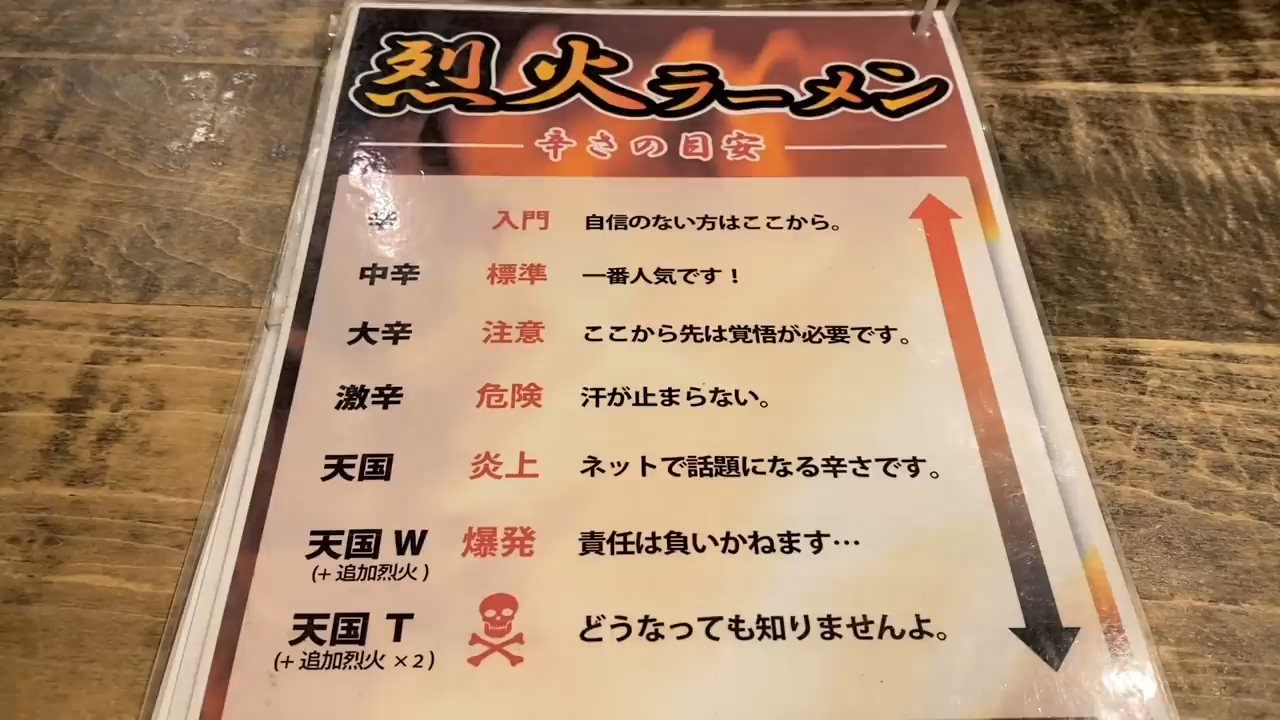 烈火ラーメン
辛さの目安
入門 自信のない方はここから。
中辛 標準 一番人気です！
大辛 注意 ここから先は覚悟が必要です。
激辛 危険 汗が止まらない。
天国 炎上 ネットで話題になる辛さです。
天国 W 爆発 責任は負いかねます…
(+ 追加烈火 )
天国 T どうなっても知りませんよ。
(+ 追加烈火 ×2 )